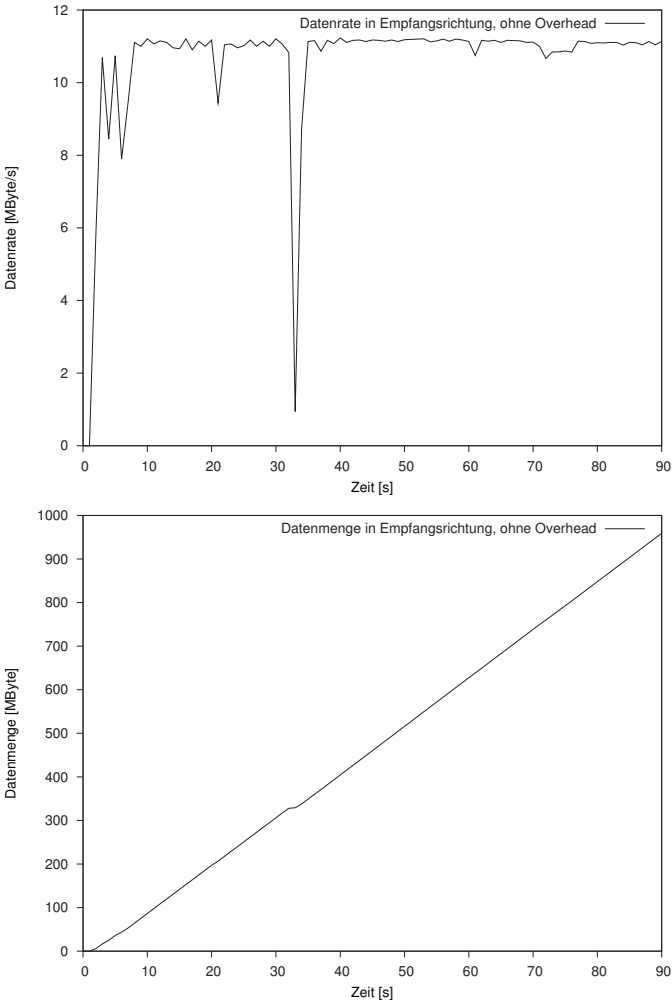 Datenrate in Empfangsrichtung, ohne Overhead
12
10
8
6
4
2
0
Datenrate [MByte/s]
0 10 20 30 40 50 60 70 80 90
Zeit [s]
Datenmenge in Empfangsrichtung, ohne Overhead
1000
900
800
700
600
500
400
300
200
100
0
Datenmenge [MByte]
0 10 20 30 40 50 60 70 80 90
Zeit [s]